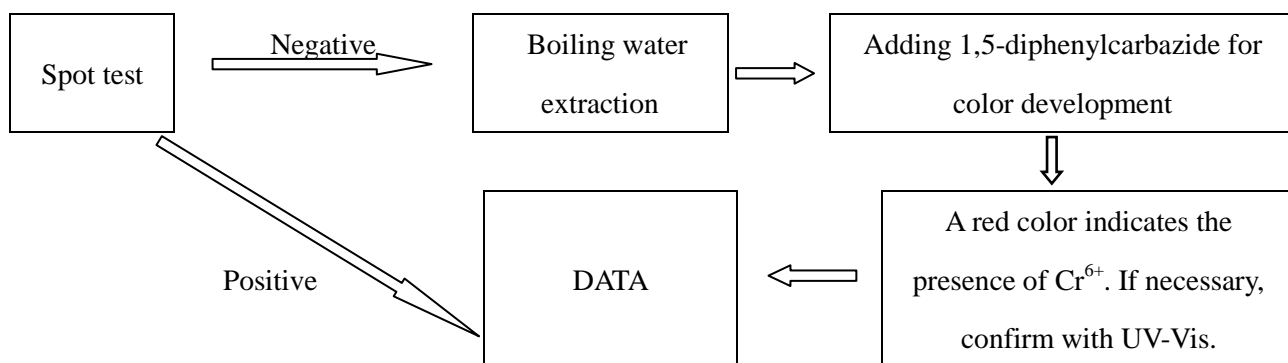 Spot test
Negative
Boiling water
extraction
Adding 1,5-diphenylcarbazide for
color development
A red color indicates the
presence of Cr⁶⁺. If necessary,
confirm with UV-Vis.
DATA
Positive